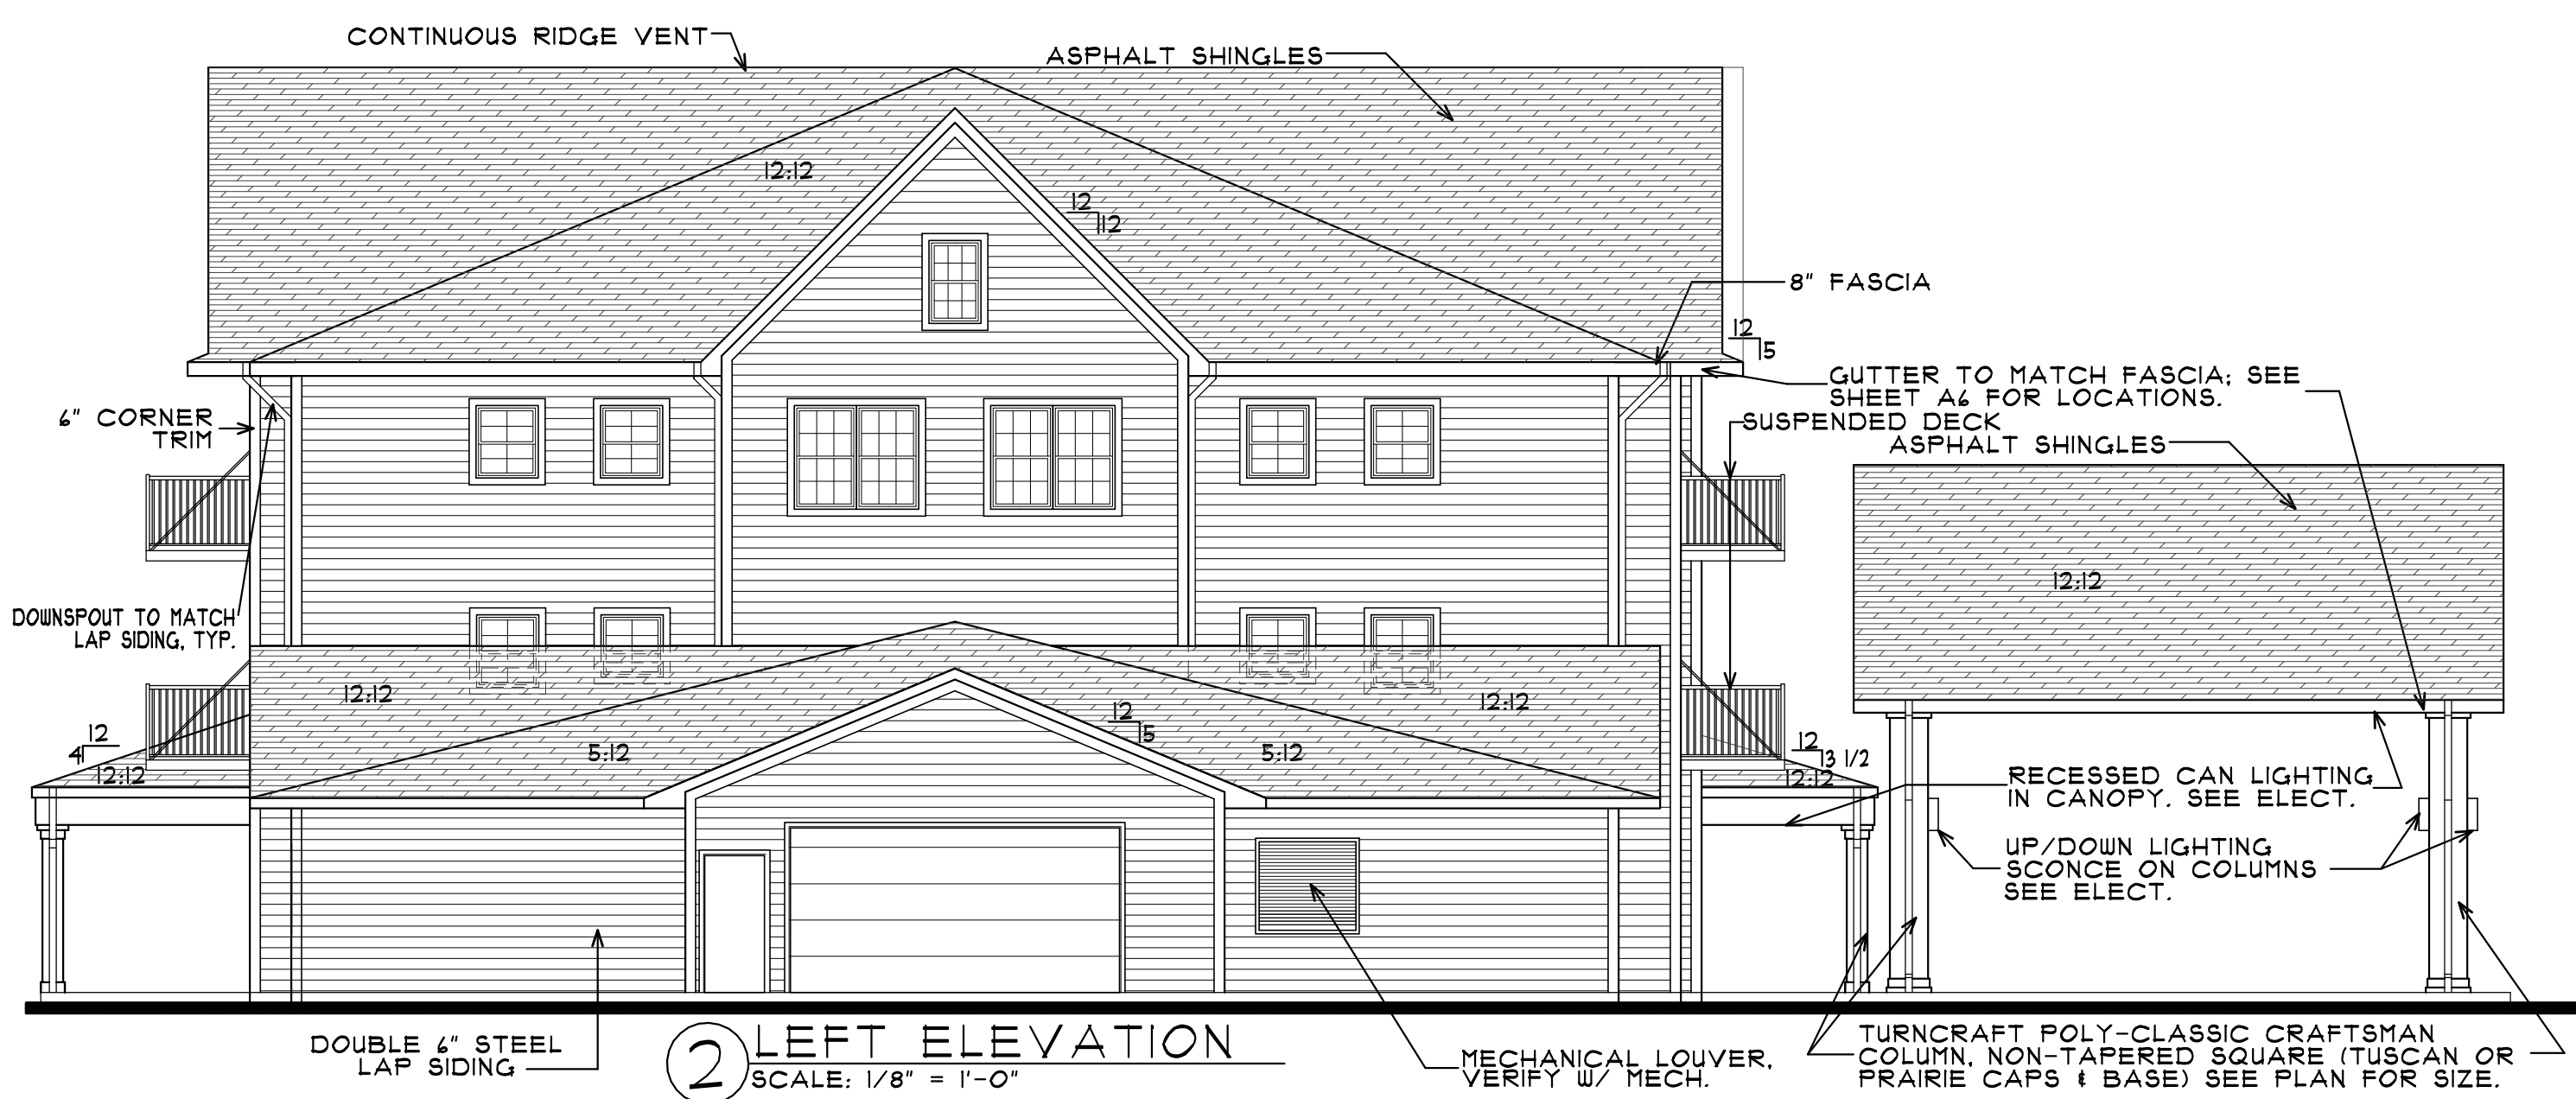 CONTINUOUS RIDGE VENT
ASPHALT SHINGLES
12:12
12
12
8" FASCIA
12
5
GUTTER TO MATCH FASCIA; SEE
SHEET A6 FOR LOCATIONS.
6" CORNER
TRIM
SUSPENDED DECK
ASPHALT SHINGLES
12:12
DOWNSPOUT TO MATCH
LAP SIDING, TYP.
12:12
12:12
12
5
12
4
5:12
5:12
12
3 1/2
12:12
12:12
RECESSED CAN LIGHTING
IN CANOPY. SEE ELECT.
UP/DOWN LIGHTING
SCONCE ON COLUMNS
SEE ELECT.
DOUBLE 6" STEEL
LAP SIDING
2
LEFT ELEVATION
SCALE: 1/8" = 1'-0"
MECHANICAL LOUVER,
VERIFY W/ MECH.
TURNCRAFT POLY-CLASSIC CRAFTSMAN
COLUMN, NON-TAPERED SQUARE (TUSCAN OR
PRAIRIE CAPS & BASE) SEE PLAN FOR SIZE.